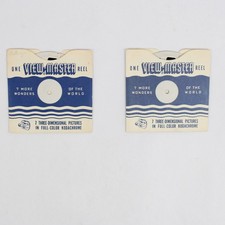 ONE VIEW-MASTER REEL
7 MORE WONDERS OF THE WORLD
7 THREE DIMENSIONAL PICTURES
IN FULL-COLOR KODACHROME
ONE VIEW-MASTER REEL
7 MORE WONDERS OF THE WORLD
7 THREE DIMENSIONAL PICTURES
IN FULL-COLOR KODACHROME